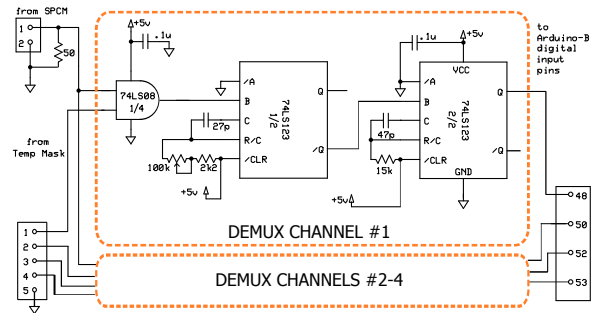 from SPCM
1
2
50
+5v
.1u
74LS08
1/4
/A
B
C
R/C
/CLR
Q
/Q
74LS123
1/2
27p
100k
2k2
+5v
.1u
+5v
VCC
/A
B
C
R/C
/CLR
Q
/Q
GND
74LS123
2/2
47p
15k
+5v
to
Arduino-B
digital
input
pins
from
Temp Mask
1
2
3
4
5
48
50
52
53
DEMUX CHANNEL #1
DEMUX CHANNELS #2-4